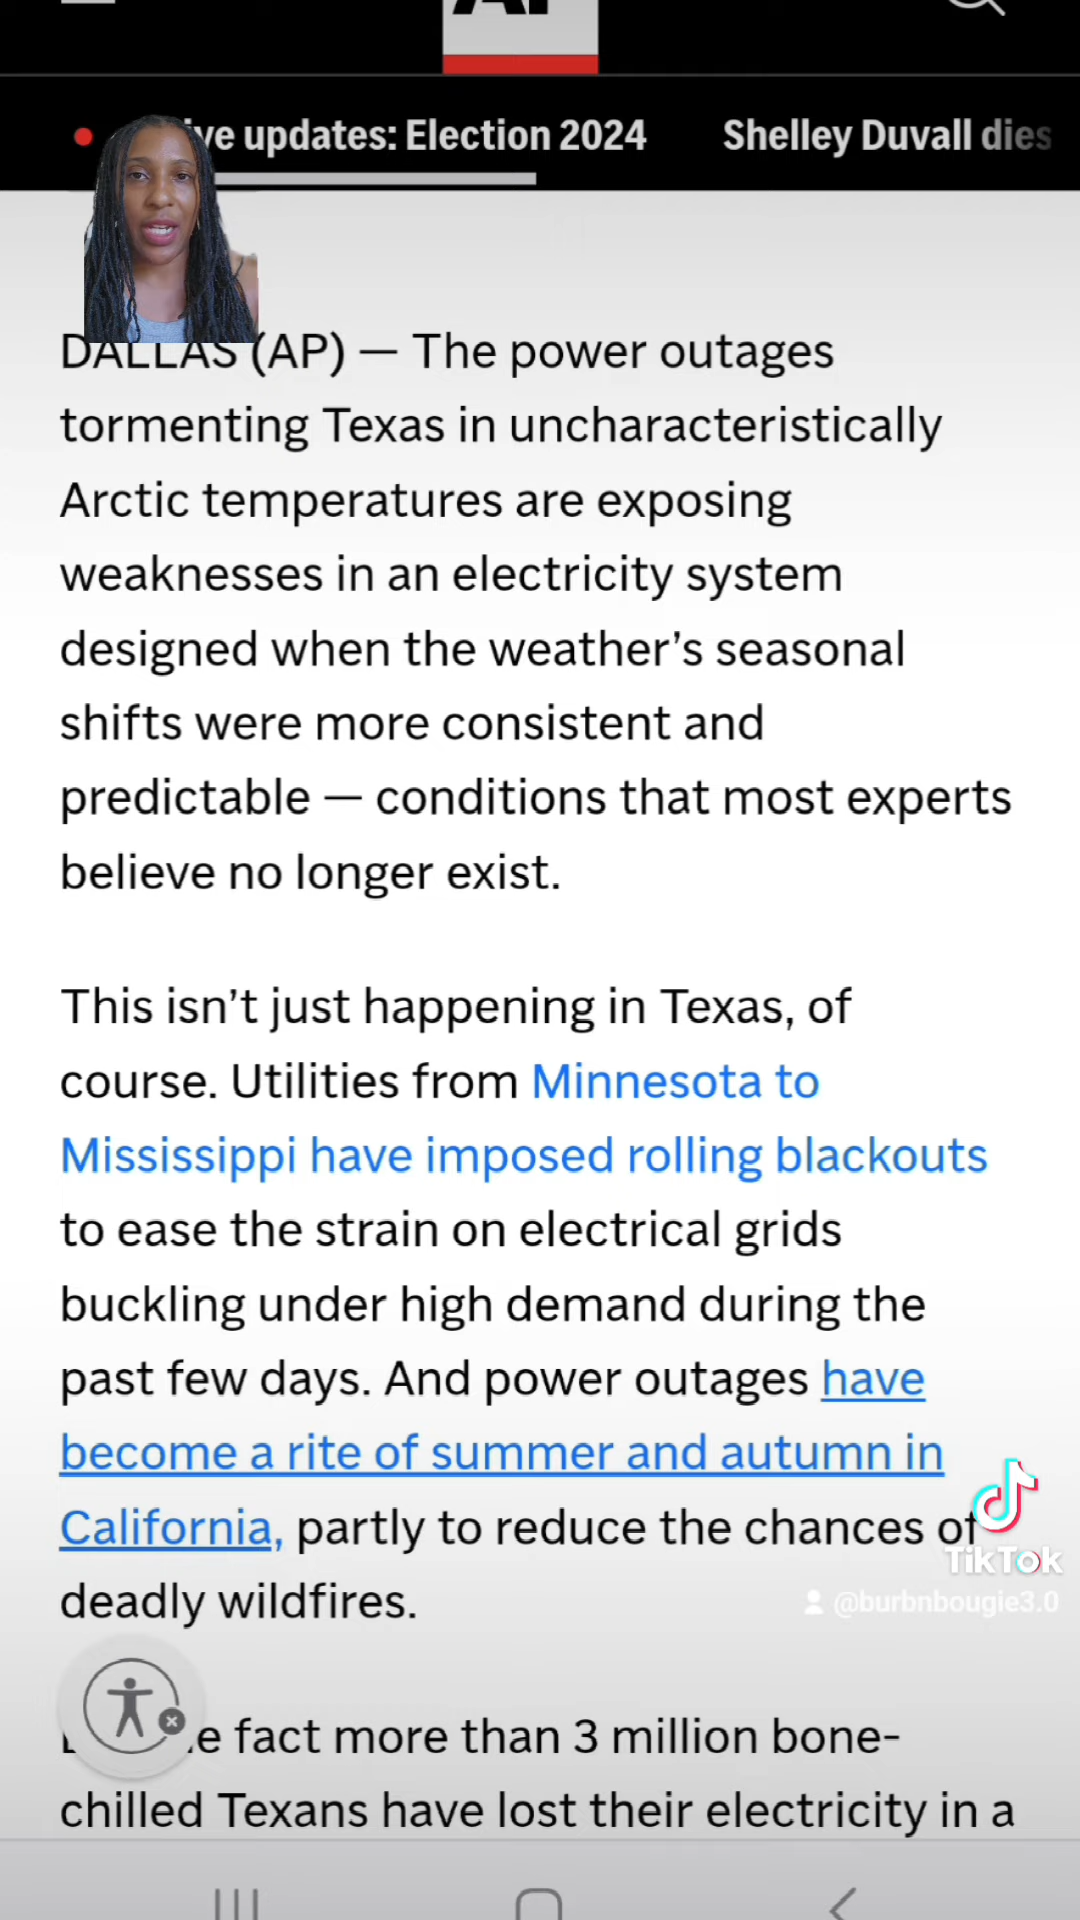 AP
ive updates: Election 2024
Shelley Duvall dies
DALLAS (AP) — The power outages
tormenting Texas in uncharacteristically
Arctic temperatures are exposing
weaknesses in an electricity system
designed when the weather’s seasonal
shifts were more consistent and
predictable — conditions that most experts
believe no longer exist.
This isn’t just happening in Texas, of
course. Utilities from Minnesota to
Mississippi have imposed rolling blackouts
to ease the strain on electrical grids
buckling under high demand during the
past few days. And power outages have
become a rite of summer and autumn in
California, partly to reduce the chances of
deadly wildfires.
TikTok
@burbnbougie3.0
e fact more than 3 million bone-
chilled Texans have lost their electricity in a